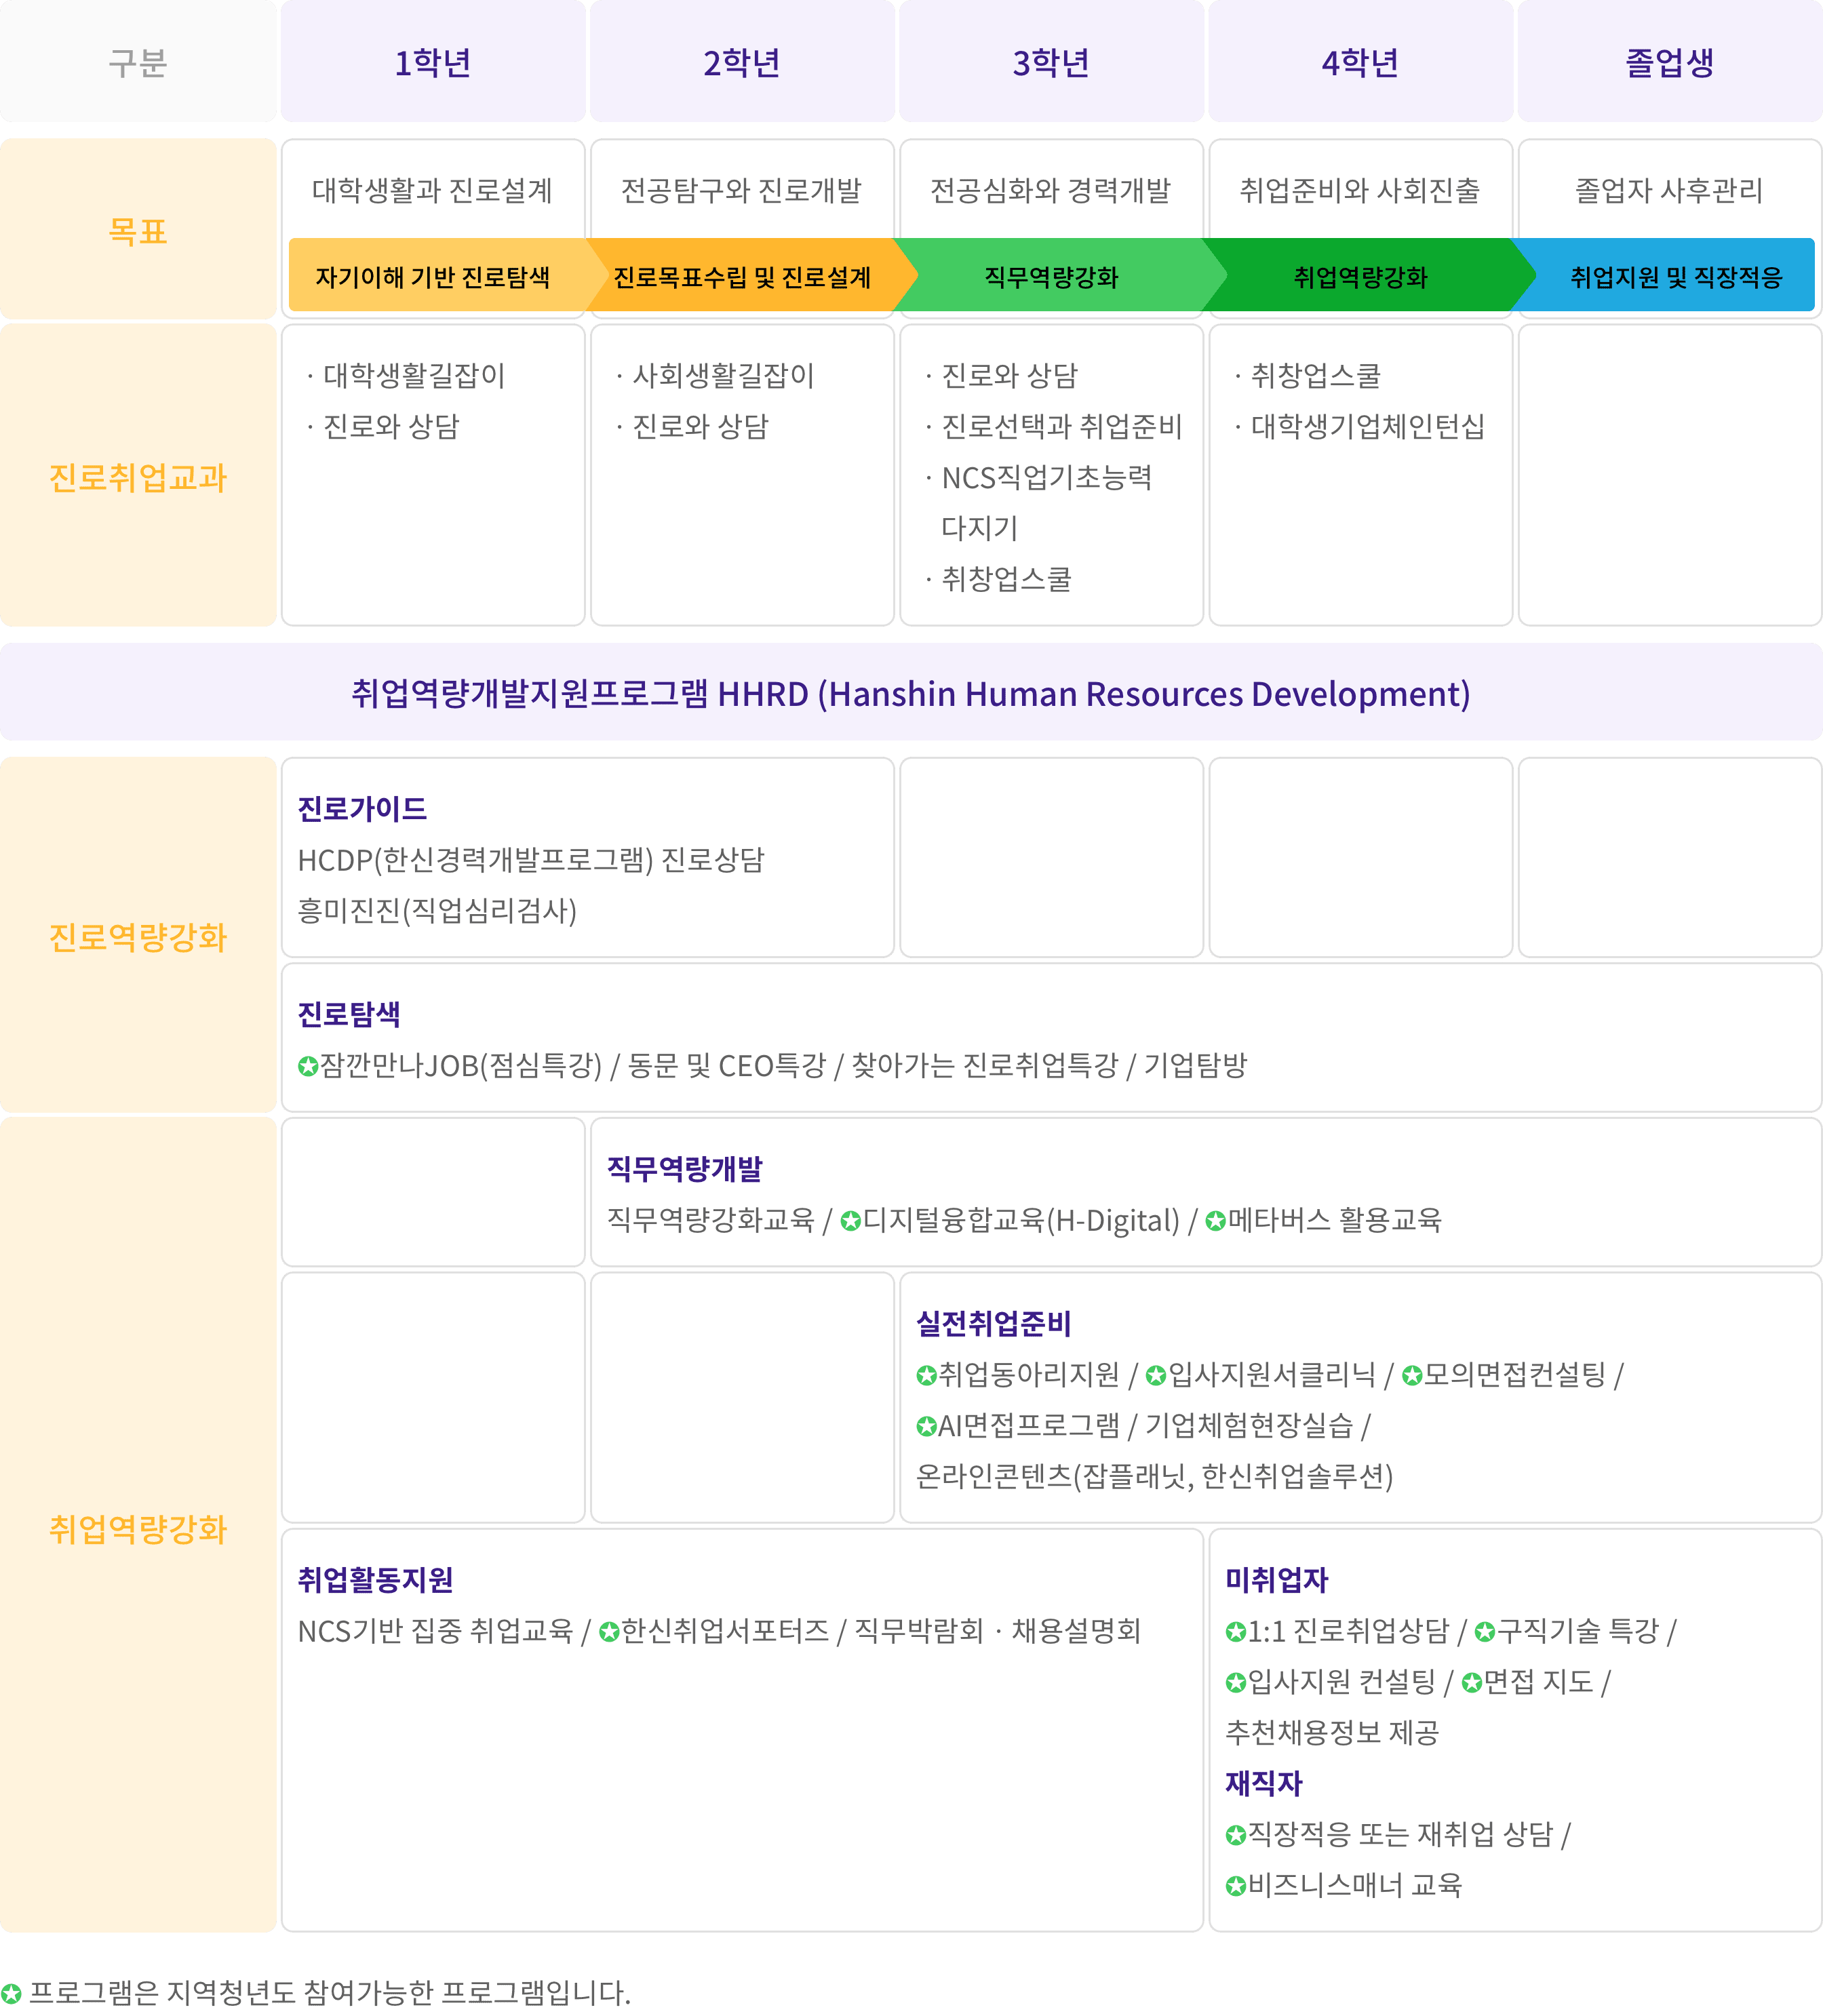 구분
1학년
2학년
3학년
4학년
졸업생
목표
대학생활과 진로설계
전공탐구와 진로개발
전공심화와 경력개발
취업준비와 사회진출
졸업자 사후관리
자기이해 기반 진로탐색
진로목표수립 및 진로설계
직무역량강화
취업역량강화
취업지원 및 직장적응
진로취업교과
· 대학생활길잡이
· 진로와 상담
· 사회생활길잡이
· 진로와 상담
· 진로와 상담
· 진로선택과 취업준비
· NCS직업기초능력
다지기
· 취창업스쿨
· 취창업스쿨
· 대학생기업체인턴십
취업역량개발지원프로그램 HHRD (Hanshin Human Resources Development)
진로역량강화
진로가이드
HCDP(한신경력개발프로그램) 진로상담
흥미진진(직업심리검사)
진로탐색
✪잠깐만나JOB(점심특강) / 동문 및 CEO특강 / 찾아가는 진로취업특강 / 기업탐방
취업역량강화
직무역량개발
직무역량강화교육 / ✪디지털융합교육(H-Digital) / ✪메타버스 활용교육
실전취업준비
✪취업동아리지원 / ✪입사지원서클리닉 / ✪모의면접컨설팅 /
✪AI면접프로그램 / 기업체험현장실습 /
온라인콘텐츠(잡플래닛, 한신취업솔루션)
취업활동지원
NCS기반 집중 취업교육 / ✪한신취업서포터즈 / 직무박람회 · 채용설명회
미취업자
✪1:1 진로취업상담 / ✪구직기술 특강 /
✪입사지원 컨설팅 / ✪면접 지도 /
추천채용정보 제공
재직자
✪직장적응 또는 재취업 상담 /
✪비즈니스매너 교육
✪ 프로그램은 지역청년도 참여가능한 프로그램입니다.